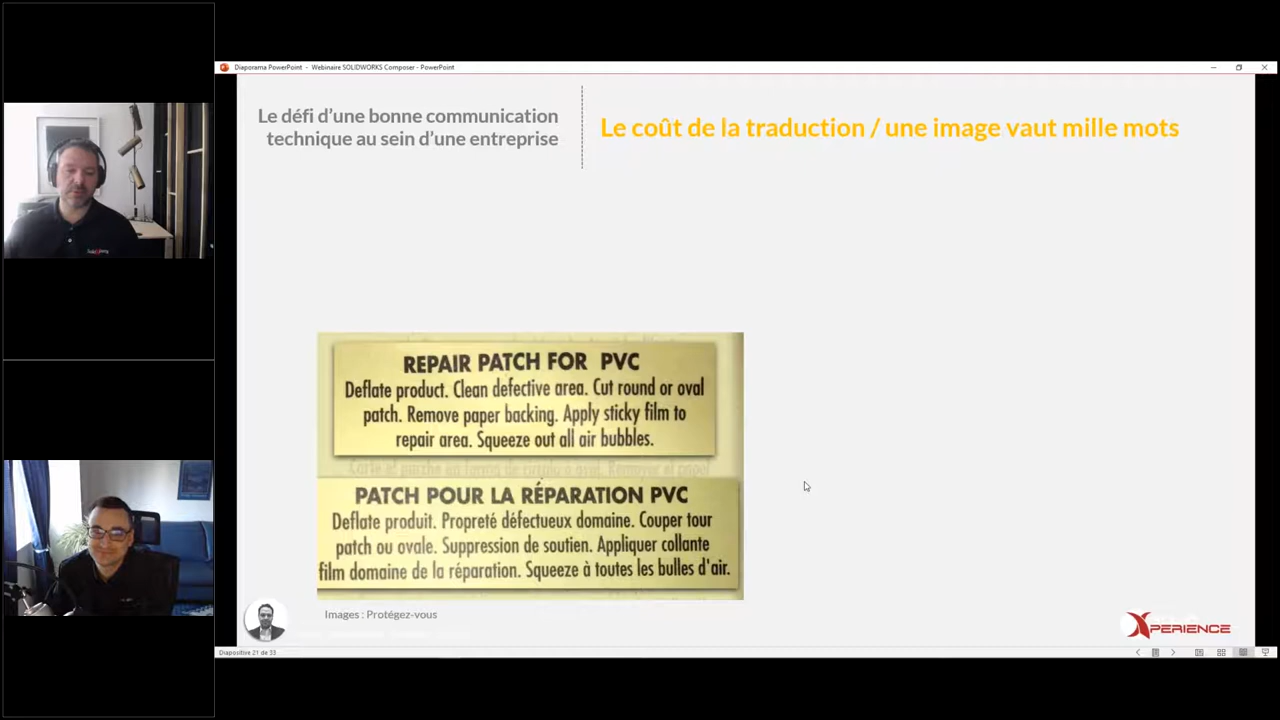 Diaporama PowerPoint - Webinaire SOLIDWORKS Composer - PowerPoint
Le défi d'une bonne communication
technique au sein d'une entreprise
Le coût de la traduction / une image vaut mille mots
REPAIR PATCH FOR PVC
Deflate product. Clean defective area. Cut round or oval
patch. Remove paper backing. Apply sticky film to
repair area. Squeeze out all air bubbles.
PATCH POUR LA RÉPARATION PVC
Deflate produit. Propreté défectueux domaine. Couper tour
patch ou ovale. Suppression de soutien. Appliquer collante
film domaine de la réparation. Squeeze à toutes les bulles d'air.
Images : Protégez-vous
XPERIENCE
Diapositive 21 de 33